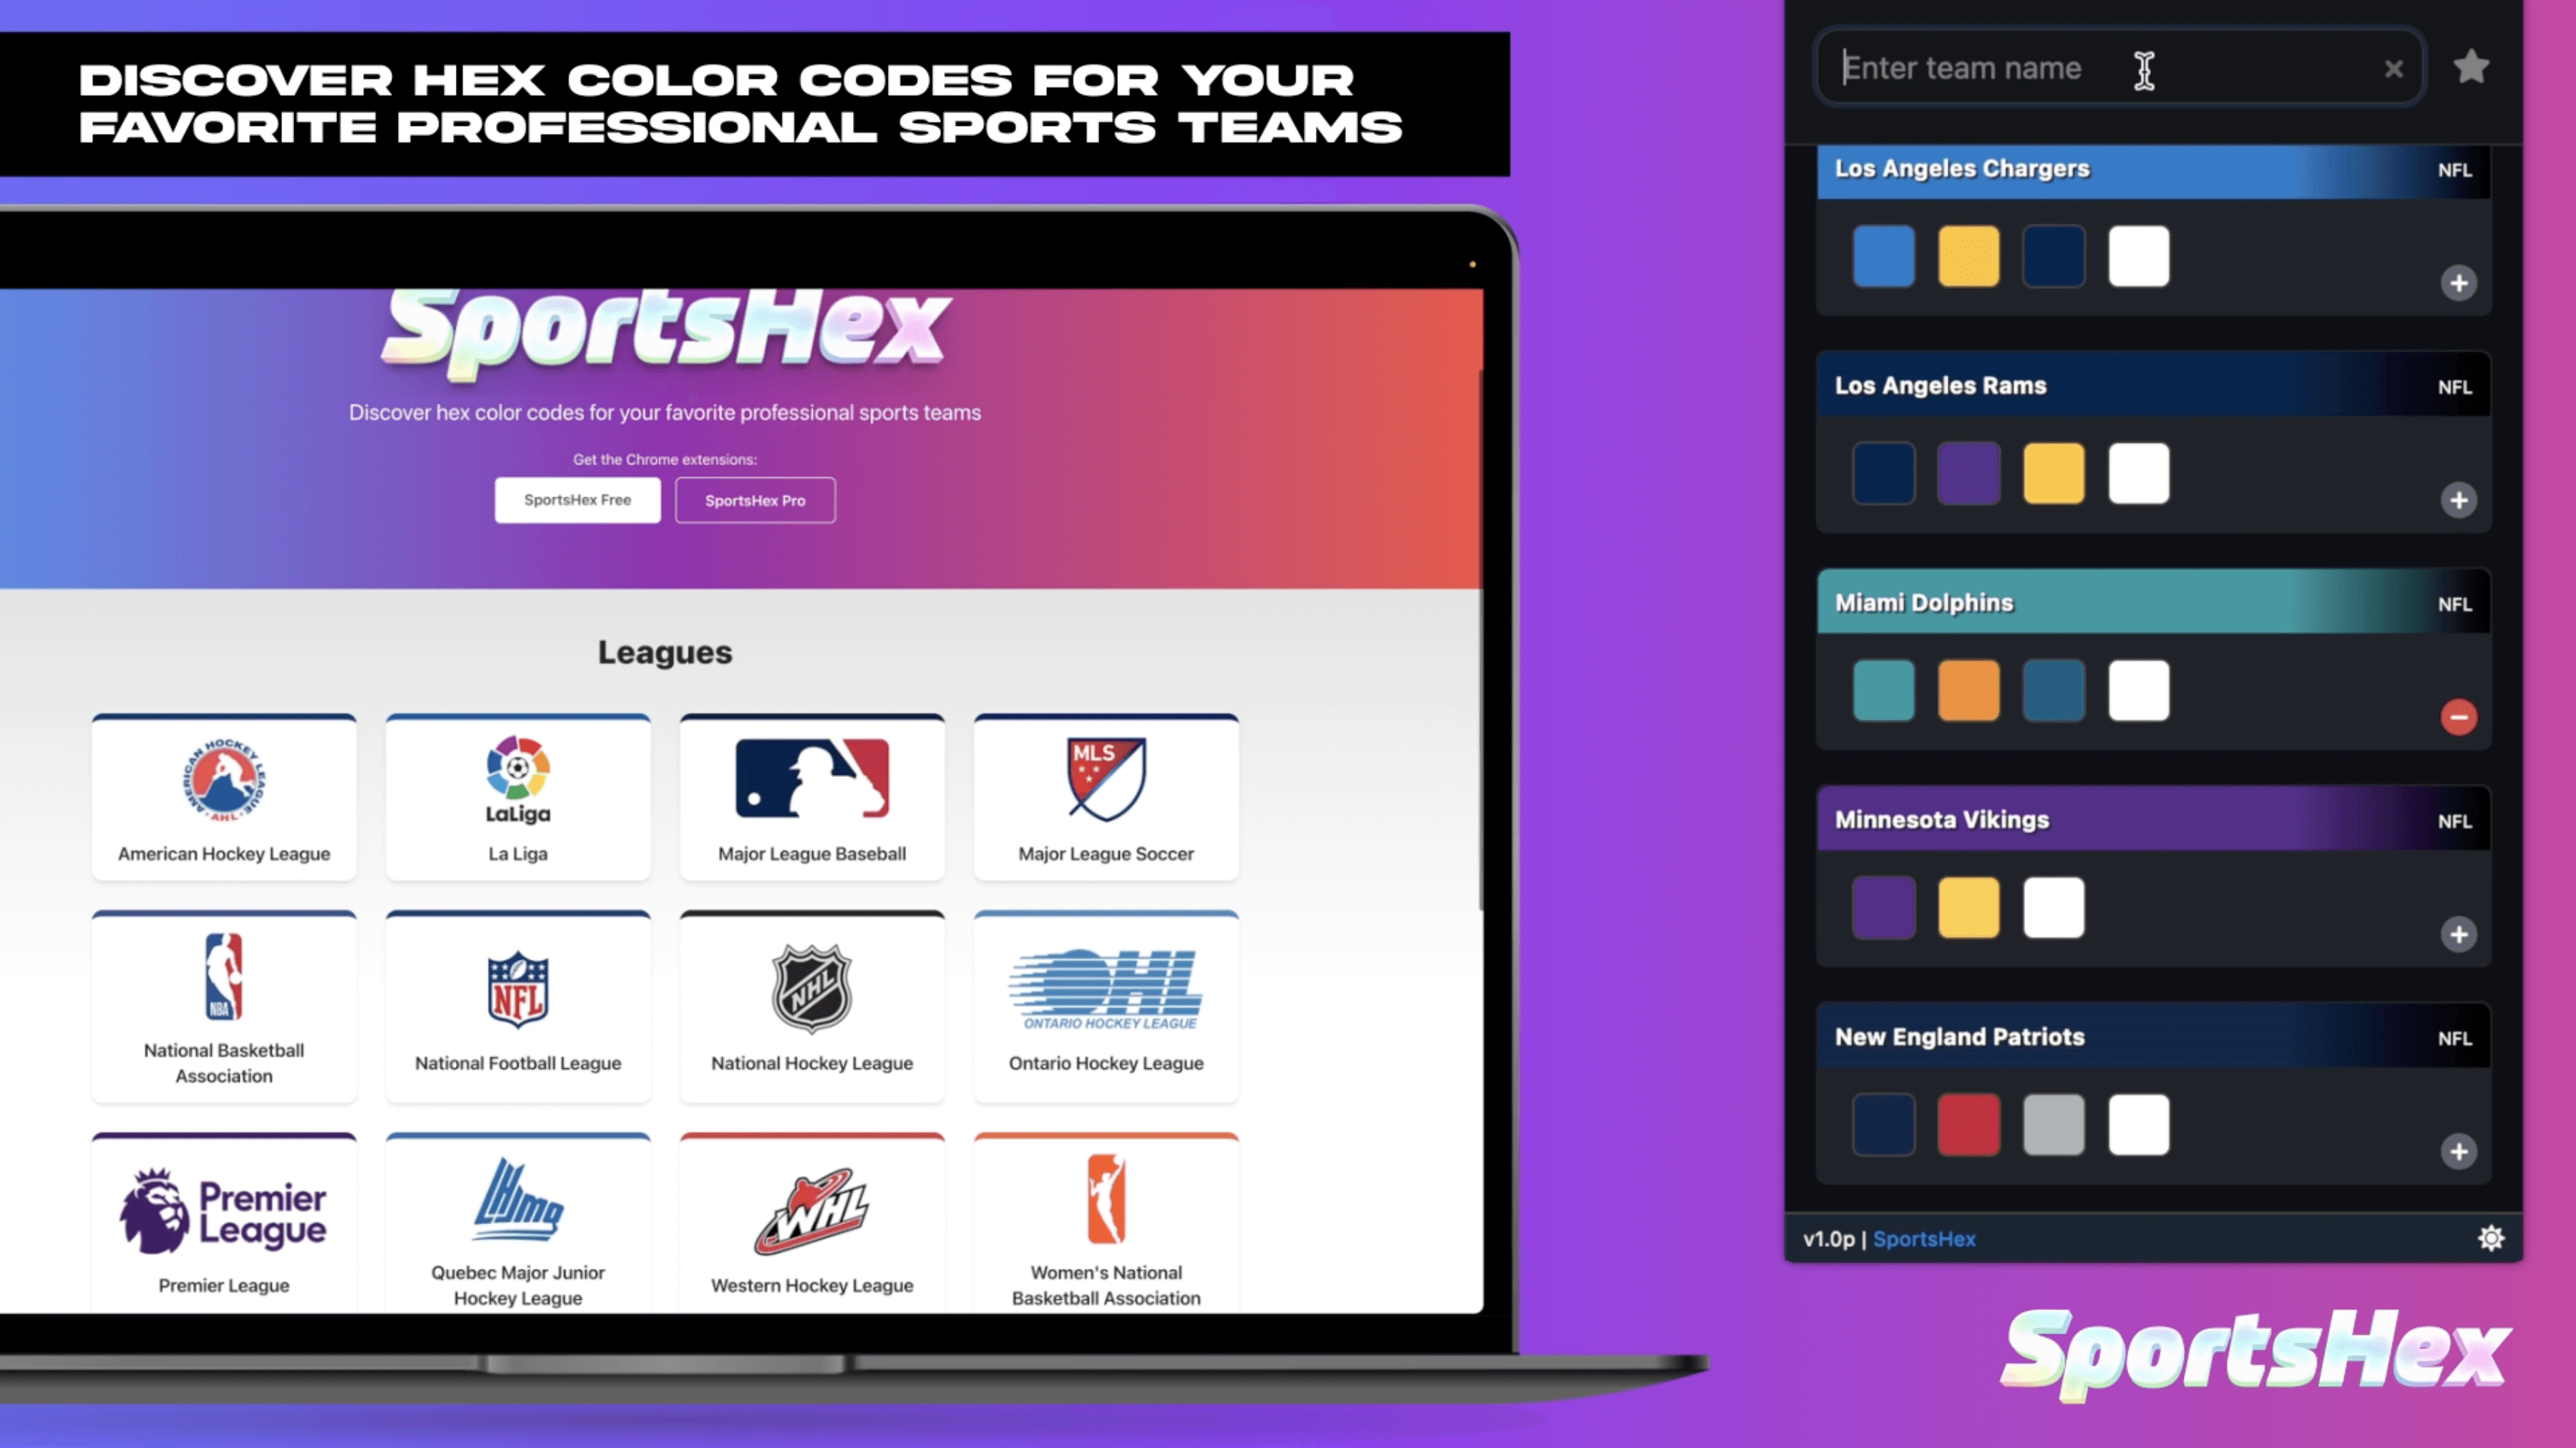 DISCOVER HEX COLOR CODES FOR YOUR
FAVORITE PROFESSIONAL SPORTS TEAMS
SportsHex
Discover hex color codes for your favorite professional sports teams
Get the Chrome extensions:
SportsHex Free
SportsHex Pro
Leagues
AMERICAN HOCKEY LEAGUE
AHL
American Hockey League
LaLiga
La Liga
Major League Baseball
MLS
Major League Soccer
NBA
National Basketball
Association
NFL
National Football League
NHL
National Hockey League
OHL
ONTARIO HOCKEY LEAGUE
Ontario Hockey League
Premier
League
Premier League
LHJMQ
Quebec Major Junior
Hockey League
WHL
Western Hockey League
Women's National
Basketball Association
Enter team name
Los Angeles Chargers
NFL
Los Angeles Rams
NFL
Miami Dolphins
NFL
Minnesota Vikings
NFL
New England Patriots
NFL
v1.0p | SportsHex
SportsHex